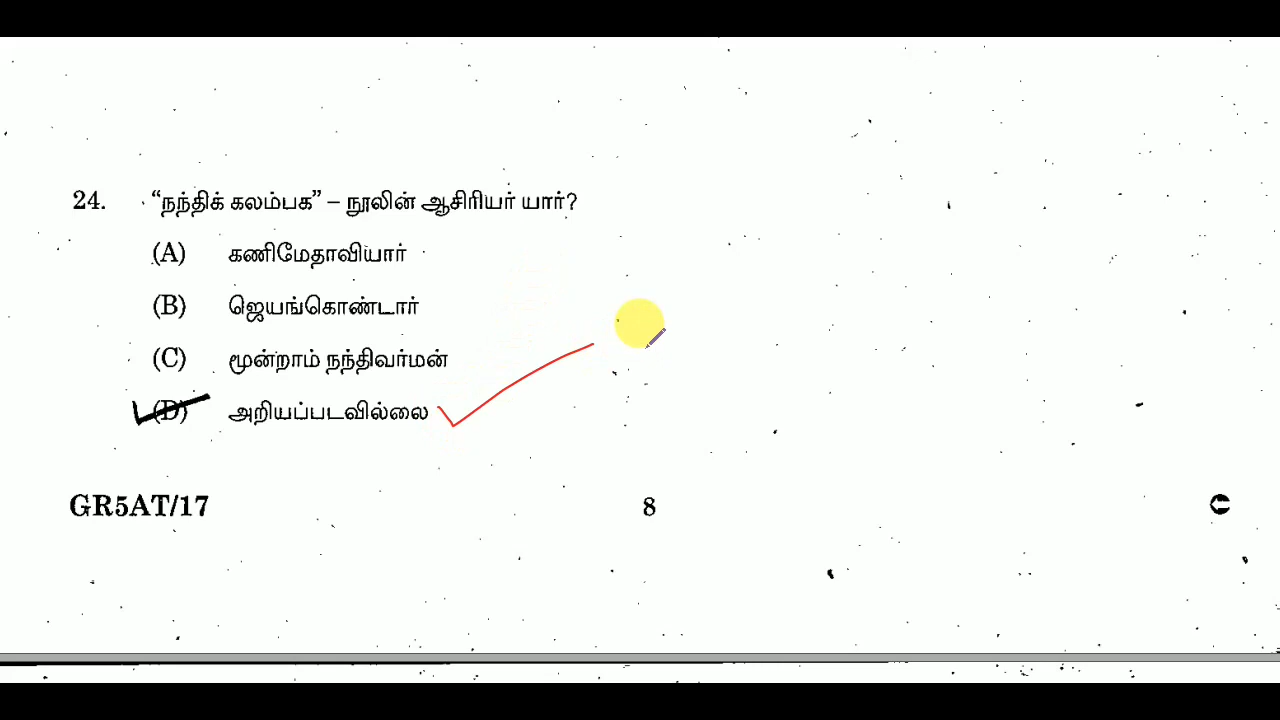 24. “நந்திக் கலம்பக” – நூலின் ஆசிரியர் யார்?
(A) கணிமேதாவியார்
(B) ஜெயங்கொண்டார்
(C) மூன்றாம் நந்திவர்மன்
(D) அறியப்படவில்லை
GR5AT/17 8